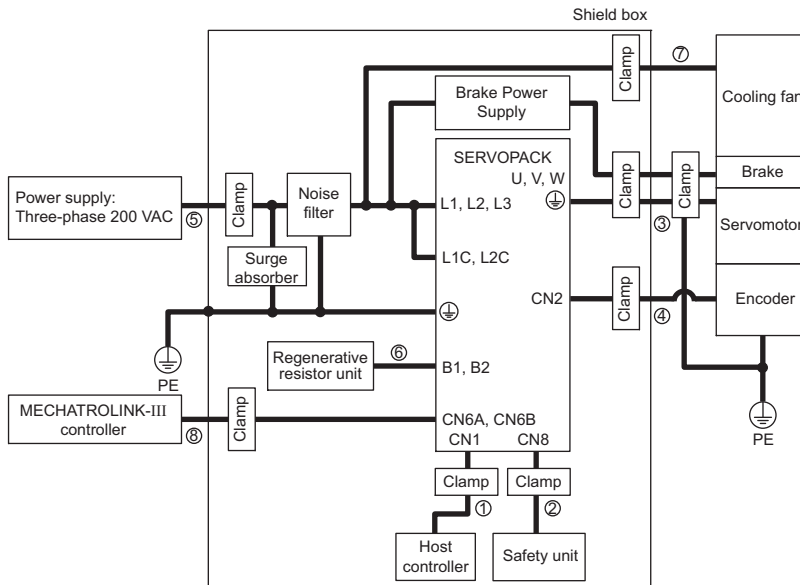 Shield box
Clamp
⑦
Cooling fan
Brake Power
Supply
SERVOPACK
U, V, W
Clamp
Clamp
Brake
Power supply:
Three-phase 200 VAC
⑤
Clamp
Noise
filter
L1, L2, L3
③
Servomotor
Surge
absorber
L1C, L2C
CN2
Clamp
④
Encoder
PE
Regenerative
resistor unit
⑥
B1, B2
MECHATROLINK-III
controller
⑧
Clamp
CN6A, CN6B
CN1
CN8
PE
Clamp
Clamp
①
②
Host
controller
Safety unit